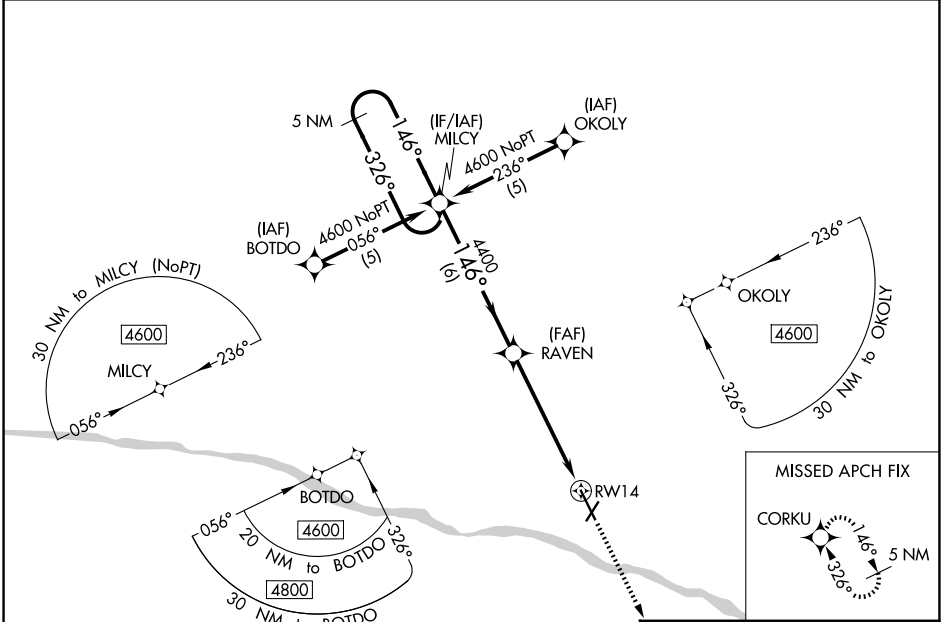 5 NM
146°
326°
(IF/IAF)
MILCY
(IAF)
OKOLY
4600 NoPT
236°
(5)
(IAF)
BOTDO
4600 NoPT
056°
(5)
4400
146°
(6)
(FAF)
RAVEN
RW14
30 NM to MILCY (NoPT)
4600
MILCY
236°
056°
236°
OKOLY
4600
326°
30 NM to OKOLY
BOTDO
056°
4600
326°
20 NM to BOTDO
4800
30 NM to BOTDO
MISSED APCH FIX
CORKU
146°
326°
5 NM